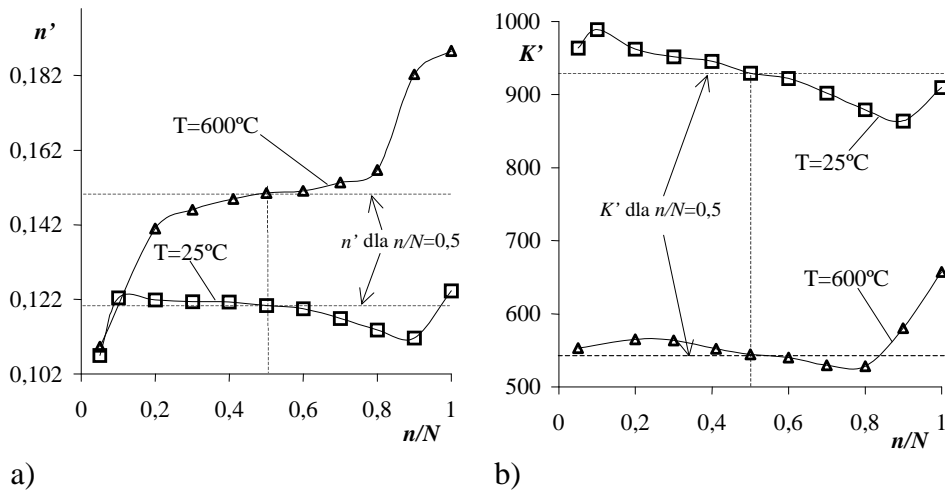 n'
0,182
0,162
0,142
0,122
0,102
0
0,2
0,4
0,6
0,8
1
n/N
T=600ºC
T=25ºC
n' dla n/N=0,5
a)
1000
K'
900
800
700
600
500
0
0,2
0,4
0,6
0,8
1
n/N
T=25ºC
K' dla n/N=0,5
T=600ºC
b)